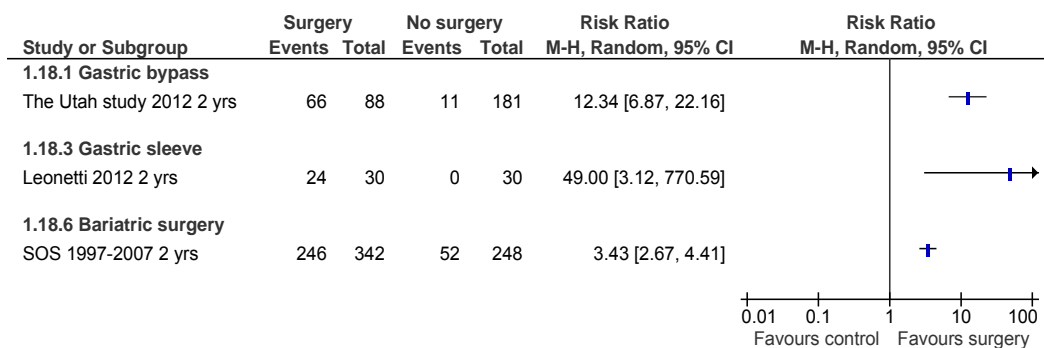 Surgery No surgery Risk Ratio Risk Ratio
Study or Subgroup Events Total Events Total M-H, Random, 95% CI M-H, Random, 95% CI
1.18.1 Gastric bypass
The Utah study 2012 2 yrs 66 88 11 181 12.34 [6.87, 22.16]
1.18.3 Gastric sleeve
Leonetti 2012 2 yrs 24 30 0 30 49.00 [3.12, 770.59]
1.18.6 Bariatric surgery
SOS 1997-2007 2 yrs 246 342 52 248 3.43 [2.67, 4.41]
0.01 0.1 1 10 100
Favours control Favours surgery